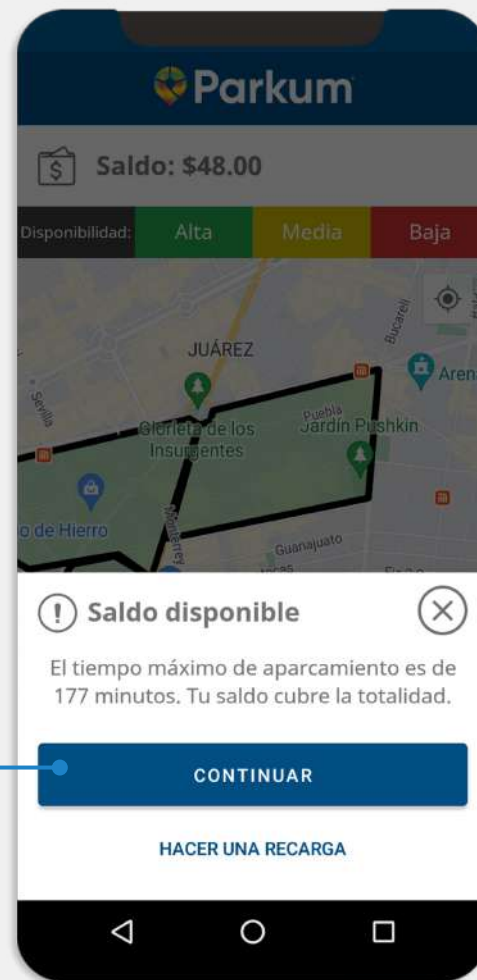 Parkum
Saldo: $48.00
Disponibilidad: Alta Media Baja
Bucareli
JUÁREZ
Sevilla
Aren
Puebla
Glorieta de los
Insurgentes
Jardín Pushkin
o de Hierro
Monterrey
Guanajuato
Saldo disponible
El tiempo máximo de aparcamiento es de
177 minutos. Tu saldo cubre la totalidad.
CONTINUAR
HACER UNA RECARGA